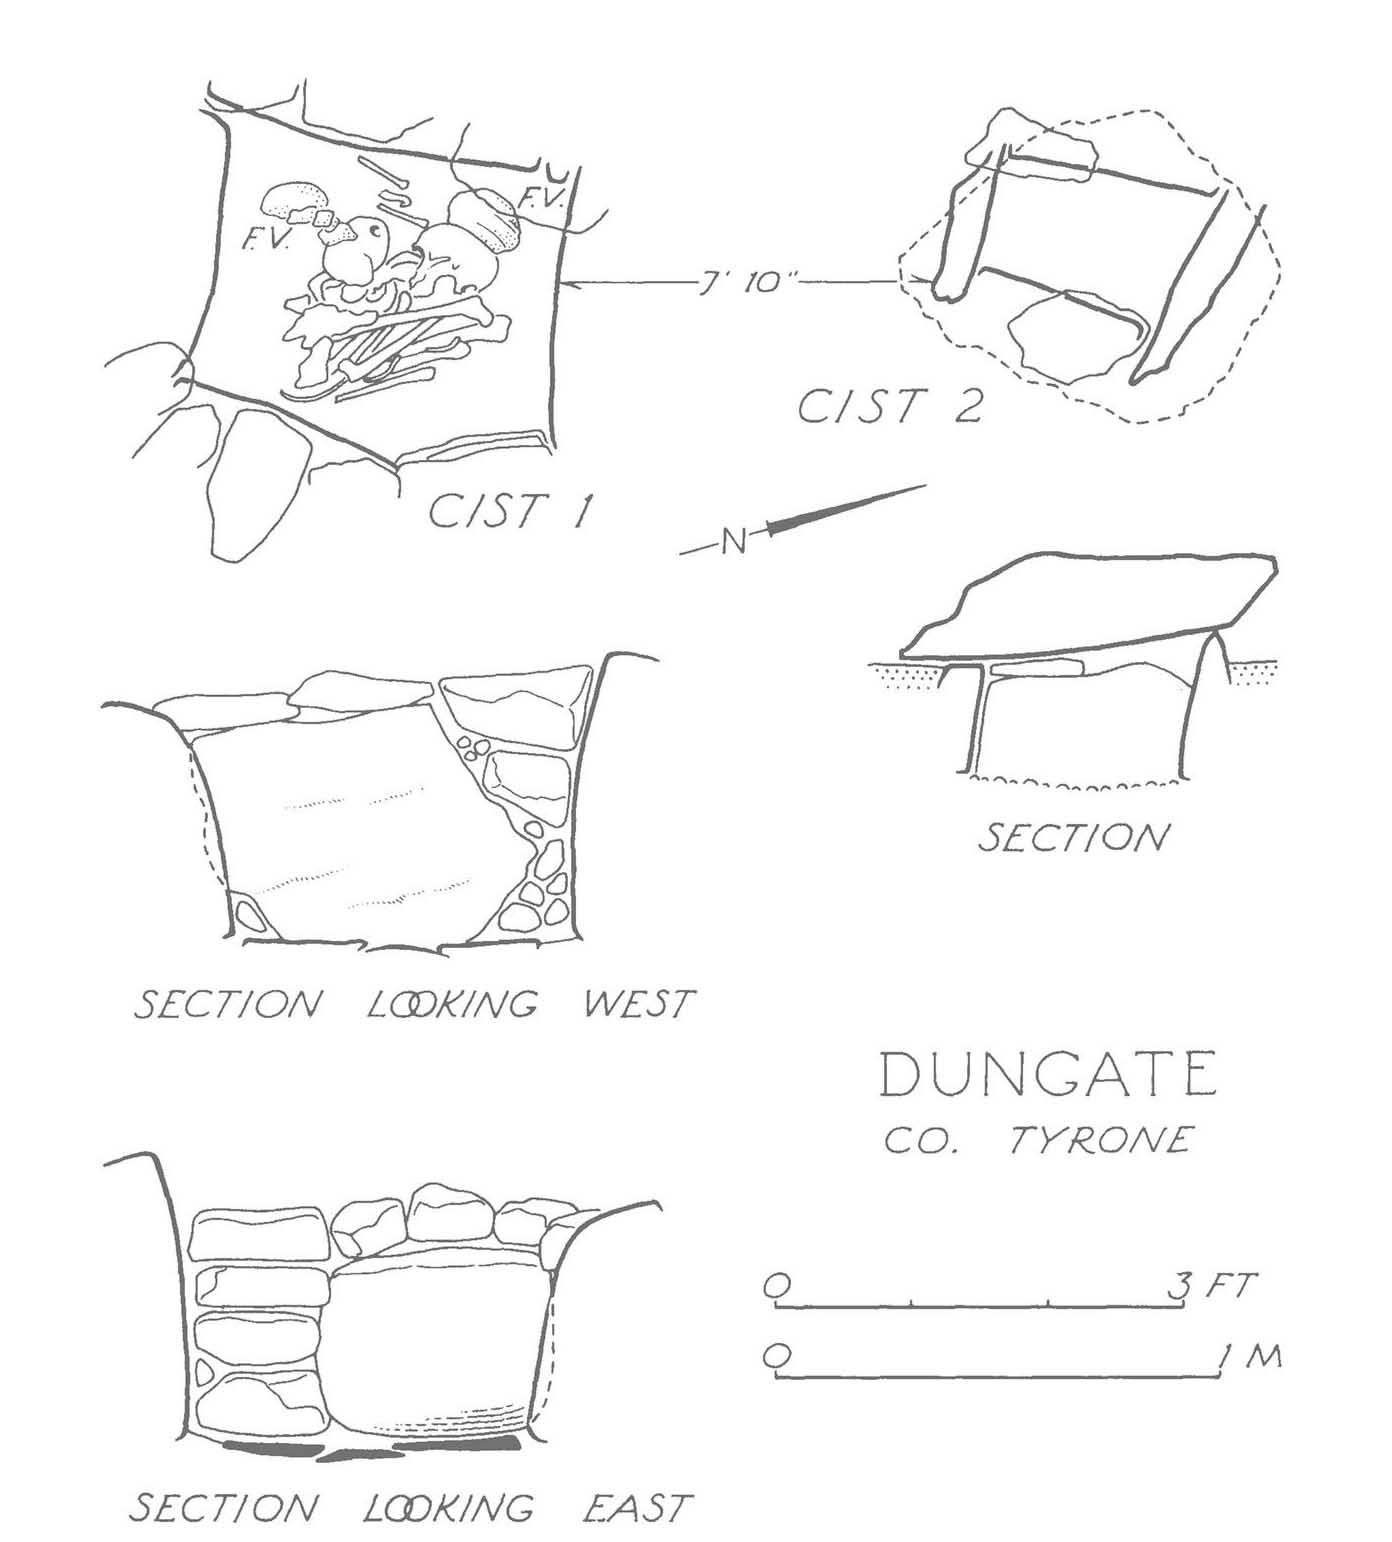 F.V.
F.V.
7' 10"
CIST 2
CIST 1
N
SECTION
SECTION LOOKING WEST
DUNGATE
CO. TYRONE
0 3 FT
0 1 M
SECTION LOOKING EAST